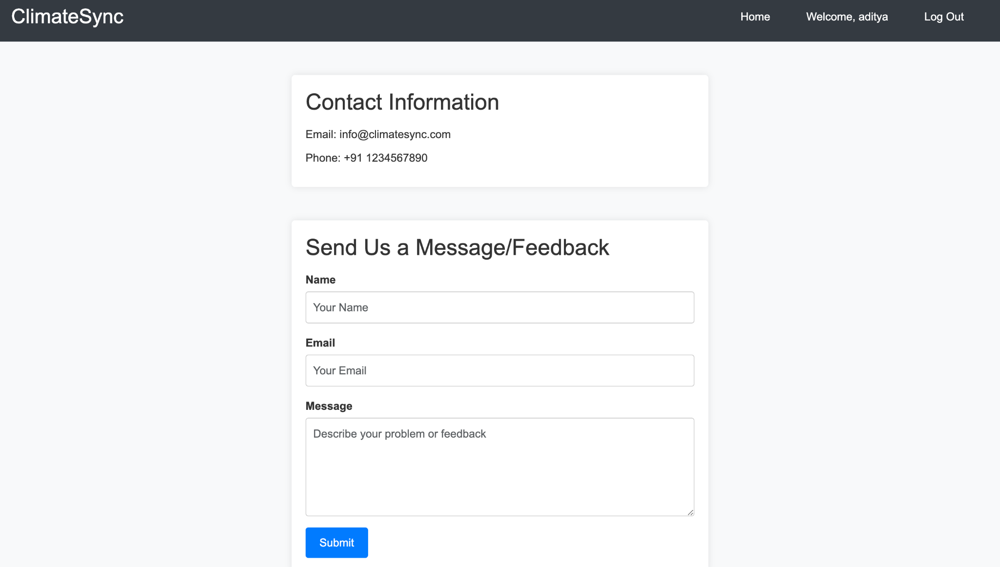 ClimateSync
Home Welcome, aditya Log Out
Contact Information
Email: info@climatesync.com
Phone: +91 1234567890
Send Us a Message/Feedback
Name
Your Name
Email
Your Email
Message
Describe your problem or feedback
Submit